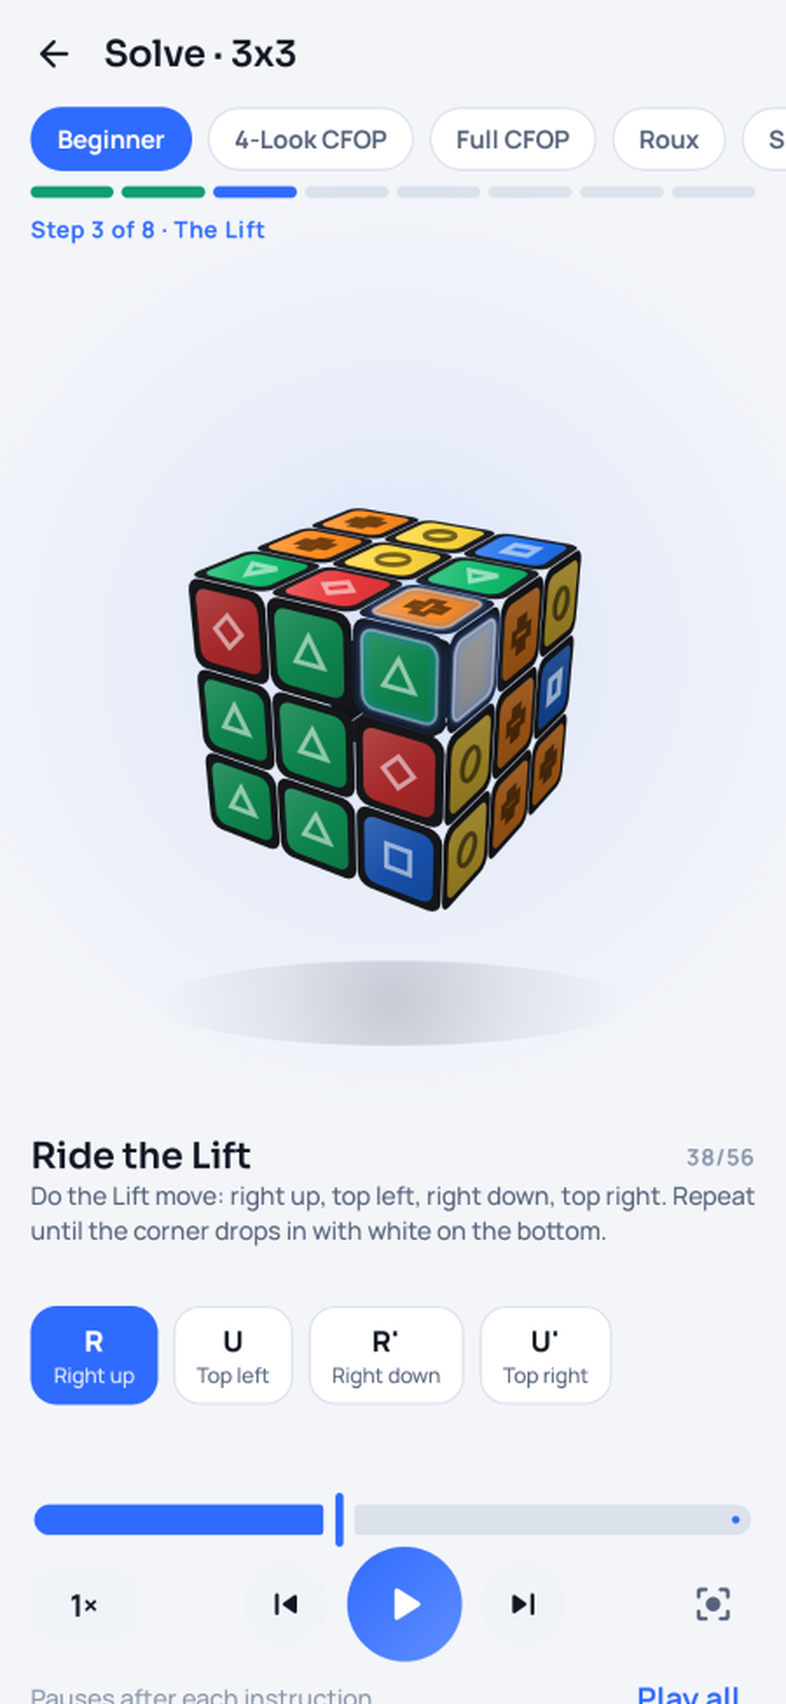 Solve · 3x3
Beginner
4-Look CFOP
Full CFOP
Roux
S
Step 3 of 8 · The Lift
Ride the Lift
38/56
Do the Lift move: right up, top left, right down, top right. Repeat
until the corner drops in with white on the bottom.
R
Right up
U
Top left
R'
Right down
U'
Top right
1×
Pauses after each instruction
Play all